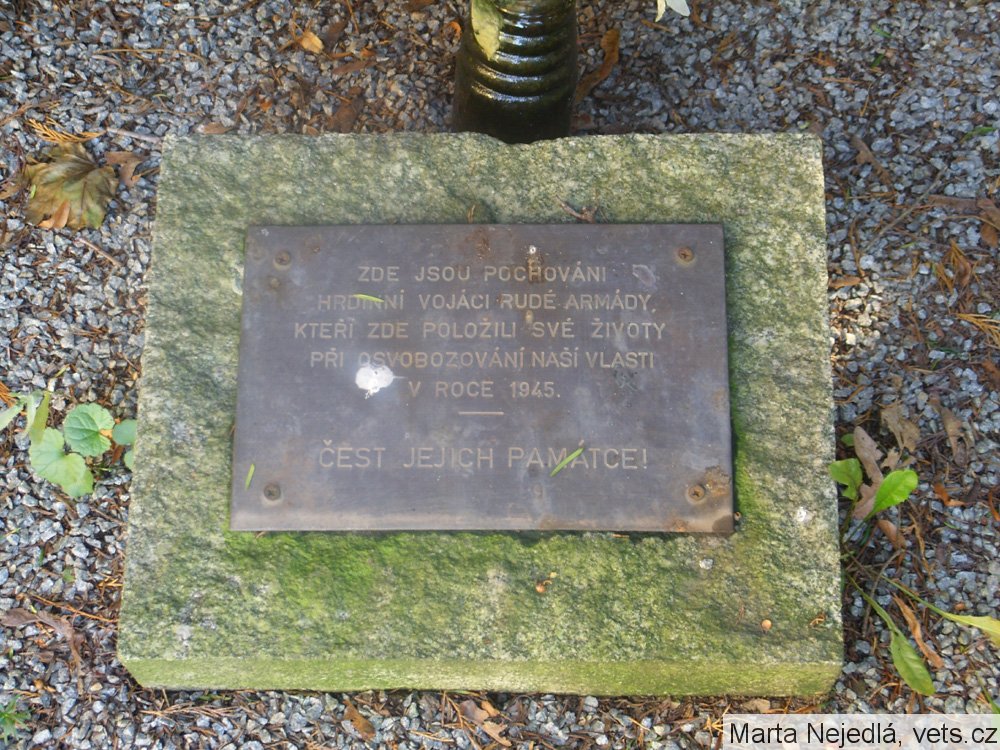 ZDE JSOU POCHOVÁNI
HRDINNÍ VOJÁCI RUDÉ ARMÁDY,
KTEŘÍ ZDE POLOŽILI SVÉ ŽIVOTY
PŘI OSVOBOZOVÁNÍ NAŠÍ VLASTI
V ROCE 1945.
ČEST JEJICH PAMÁTCE!
Marta Nejedlá, vets.cz